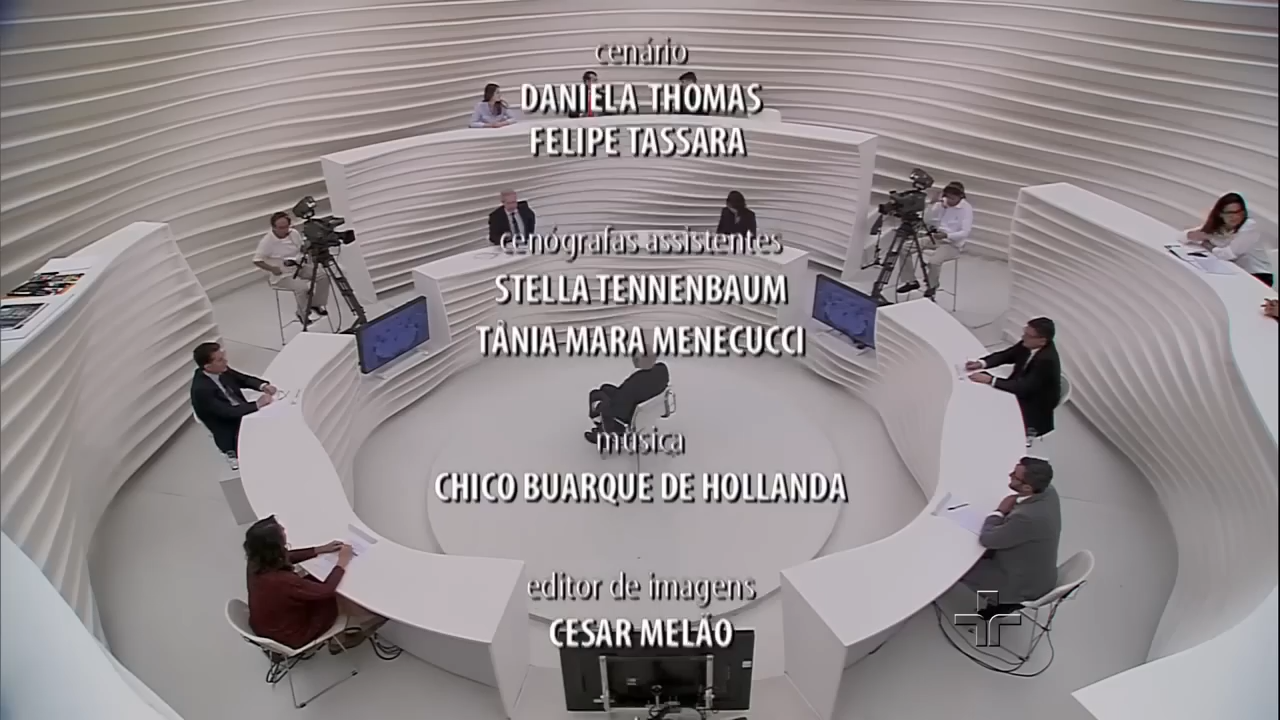 cenário
DANIELA THOMAS
FELIPE TASSARA
cenógrafas assistentes
STELLA TENNENBAUM
TÂNIA MARA MENECUCCI
música
CHICO BUARQUE DE HOLLANDA
editor de imagens
CESAR MELÃO